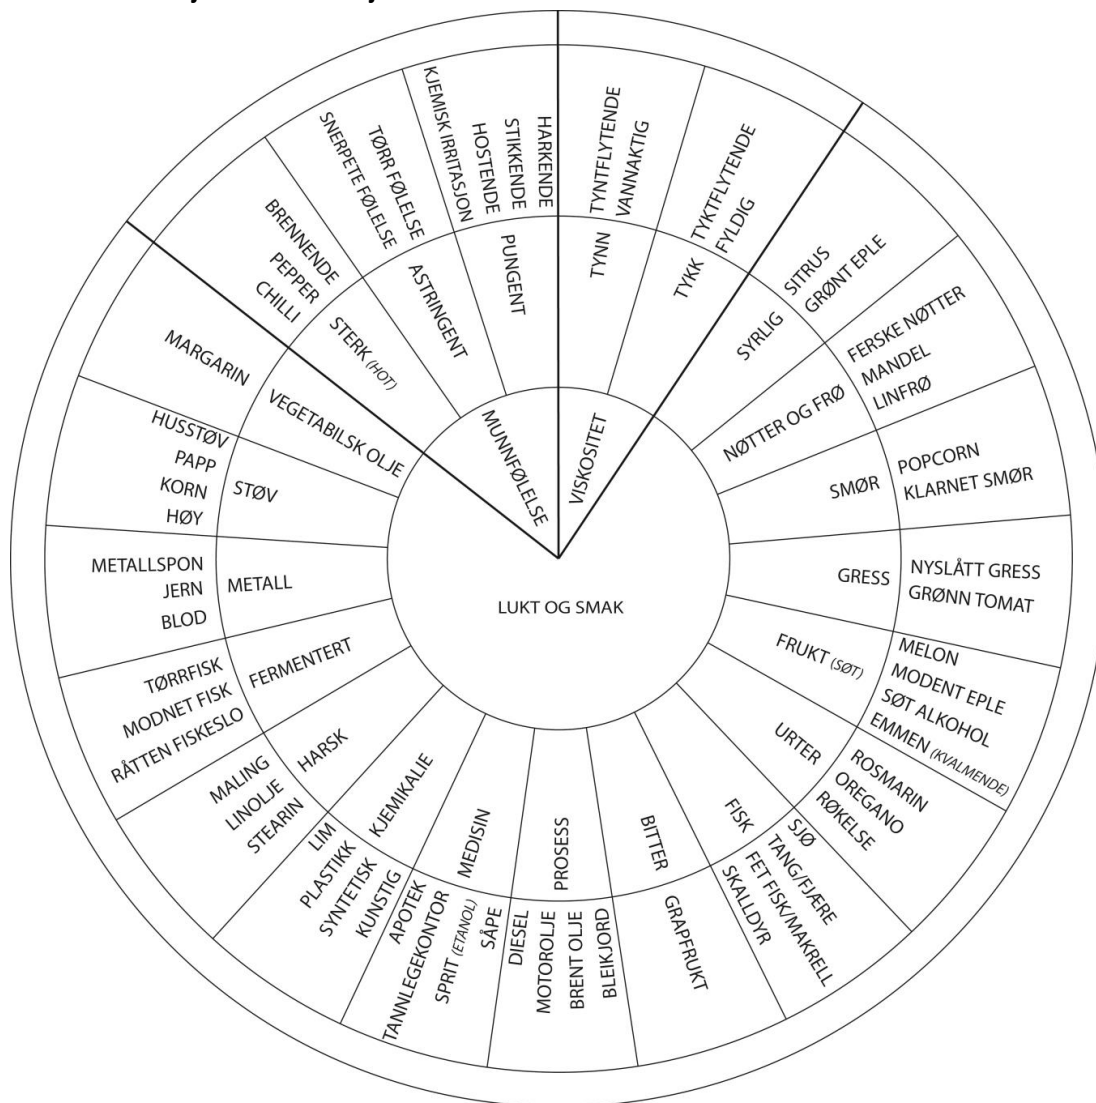 LUKT OG SMAK
VISKOSITET
TYNN
TYNTFLYTENDE
VANNAKTIG
TYKK
TYKTFLYTENDE
FYLDIG
SYRLIG
SITRUS
GRØNT EPLE
NØTTER OG FRØ
FERSKE NØTTER
MANDEL
LINFRØ
SMØR
POPCORN
KLARNET SMØR
GRESS
NYSLÅTT GRESS
GRØNN TOMAT
FRUKT (SØT)
MELON
MODENT EPLE
SØT ALKOHOL
EMMEN (KVALMENDE)
URTER
ROSMARIN
OREGANO
RØKELSE
FISK
SJØ
TANG/FJÆRE
FET FISK/MAKRELL
SKALLDYR
BITTER
GRAPFRUKT
PROSESS
DIESEL
MOTOROLJE
BRENT OLJE
BLEIKJORD
MEDISIN
APOTEK
TANNLEGEKONTOR
SPRIT (ETANOL)
SÅPE
KJEMIKALIE
LIM
PLASTIKK
SYNTETISK
KUNSTIG
HARSK
MALING
LINOLJE
STEARIN
FERMENTERT
TØRRFISK
MODNET FISK
RÅTTEN FISKESLO
METALL
METALLSPON
JERN
BLOD
STØV
HUSSTØV
PAPP
KORN
HØY
VEGETABILSK OLJE
MARGARIN
MUNNFØLELSE
STERK (HOT)
BRENNENDE
PEPPER
CHILLI
ASTRINGENT
SNERPETE FØLELSE
TØRR FØLELSE
PUNGENT
KJEMISK IRRITASJON
HOSTENDE
STIKKENDE
HARKENDE